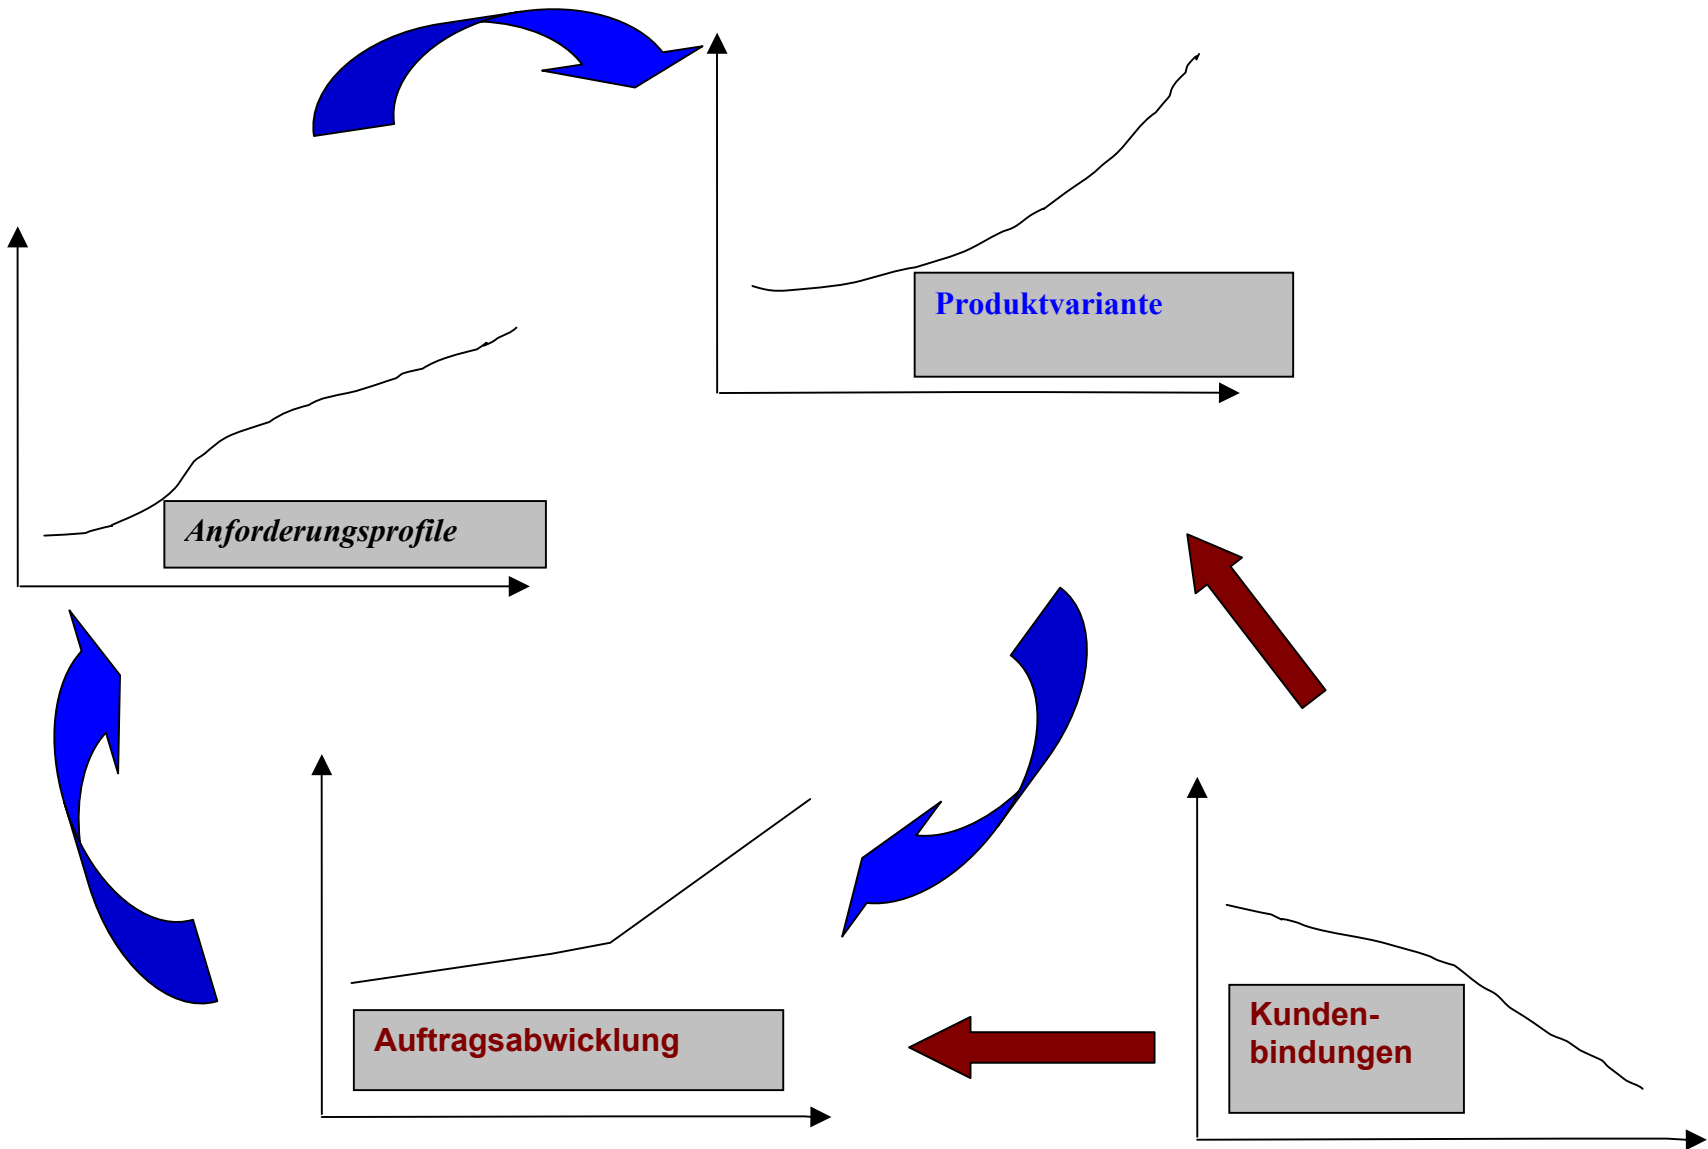 Produktvariante
Anforderungsprofile
Auftragsabwicklung
Kunden-
bindungen